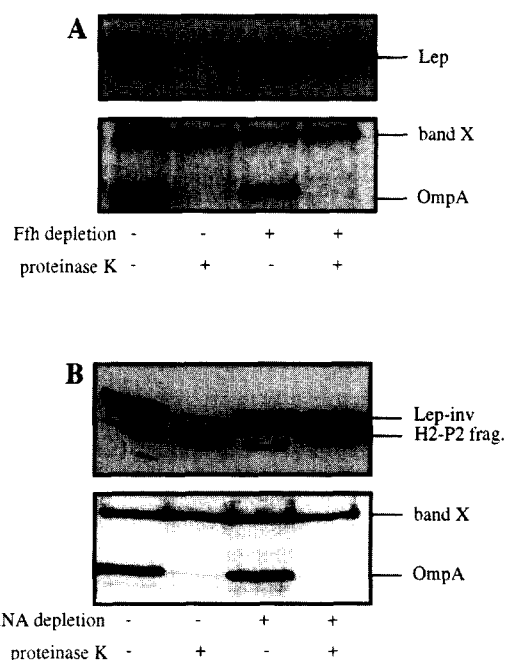 A
Lep
band X
OmpA
Ffh depletion - - + +
proteinase K - + - +
B
Lep-inv
H2-P2 frag.
band X
OmpA
NA depletion - - + +
proteinase K - + - +